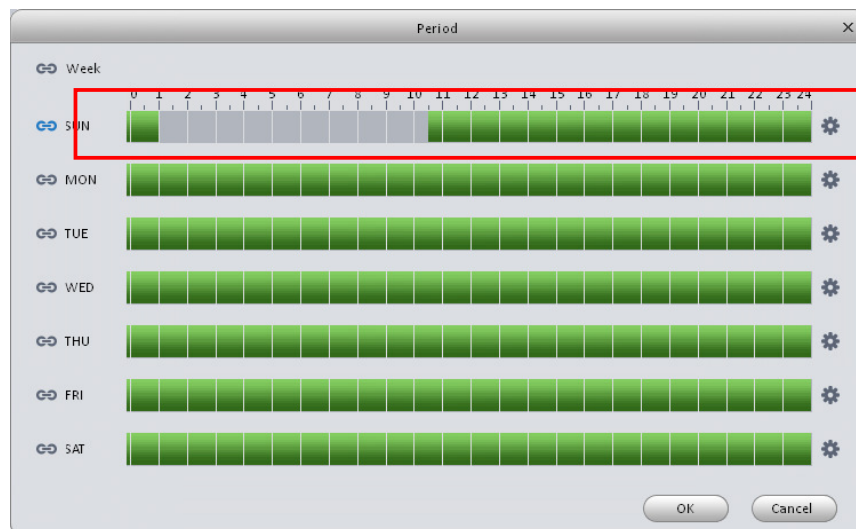 Period
Week
0 1 2 3 4 5 6 7 8 9 10 11 12 13 14 15 16 17 18 19 20 21 22 23 24
SUN
MON
TUE
WED
THU
FRI
SAT
OK Cancel